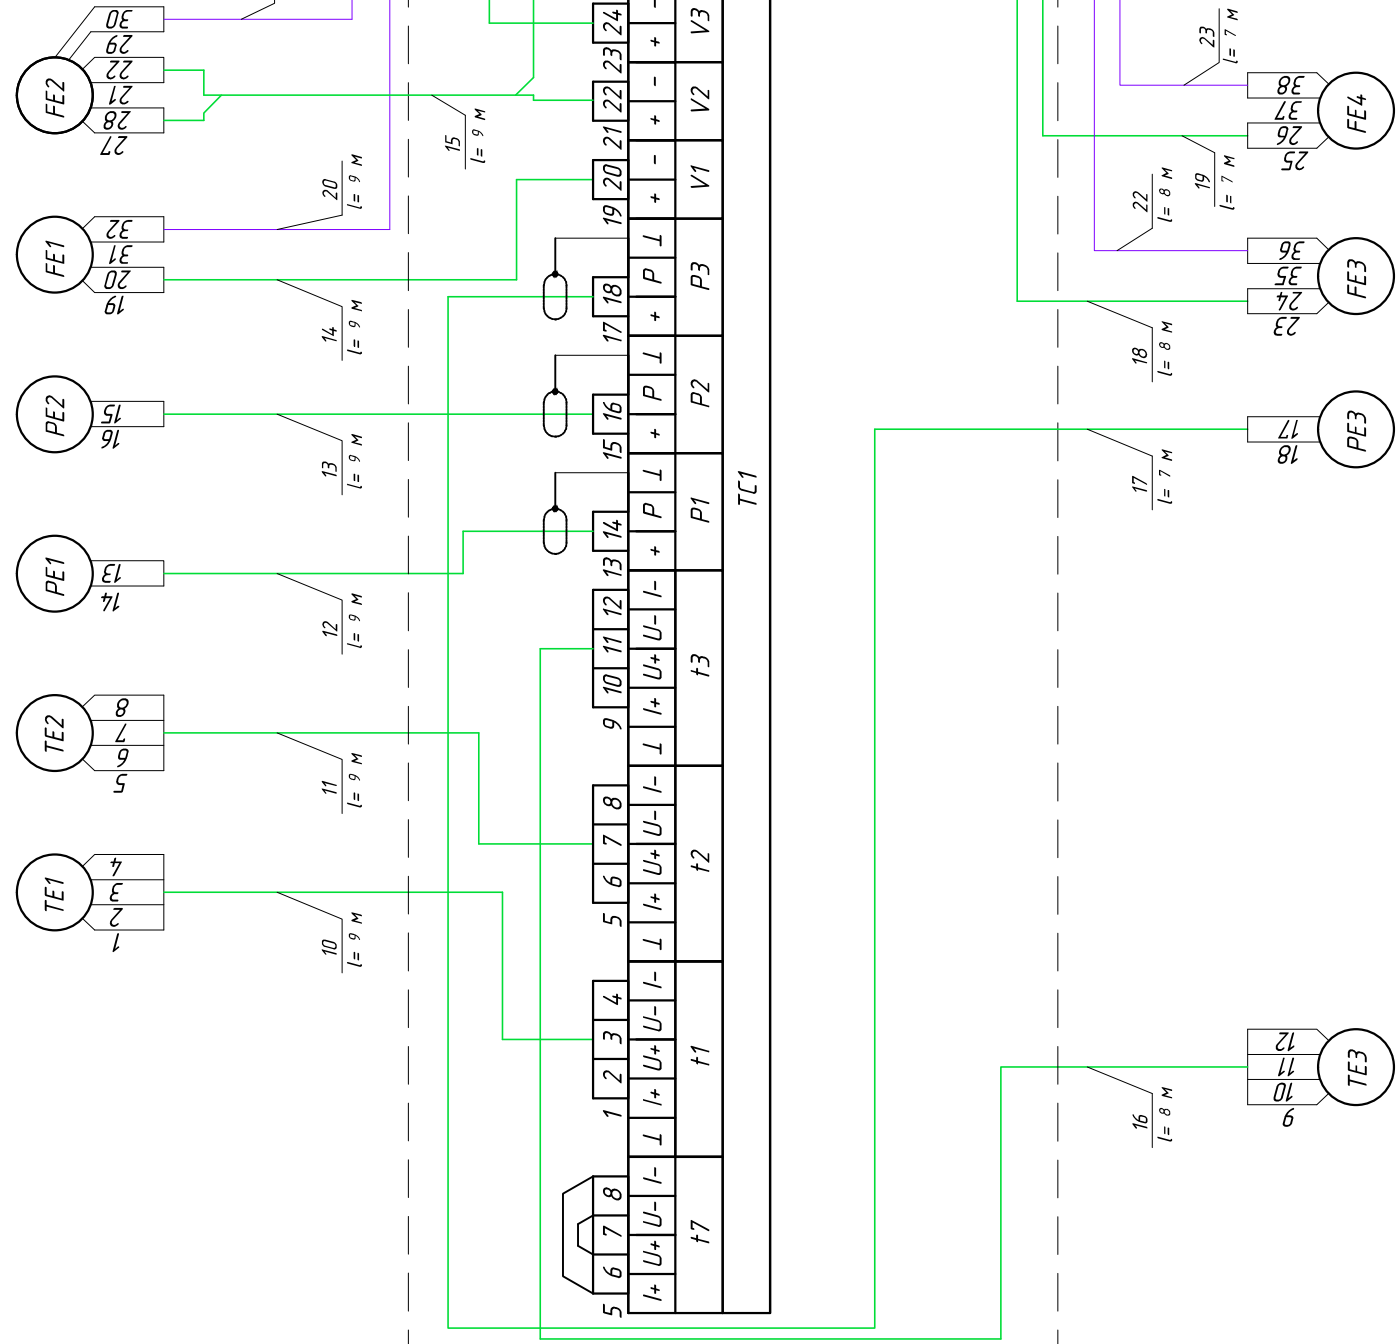 30
29
22
21
28
27
FE2
32
31
20
19
FE1
15
16
PE2
13
14
PE1
8
7
6
5
TE2
4
3
2
1
TE1
20
l= 9 м
15
l= 9 м
14
l= 9 м
13
l= 9 м
12
l= 9 м
11
l= 9 м
10
l= 9 м
24 -
23 + V3
22 -
21 + V2
20 -
19 + V1
⊥
18 P
17 + P3
⊥
16 P
15 + P2
⊥
14 P
13 + P1
12 I-
11 U-
10 U+
9 I+
⊥
t3
8 I-
7 U-
6 U+
5 I+
⊥
t2
4 I-
3 U-
2 U+
1 I+
⊥
t1
8 I-
7 U-
6 U+
5 I+
t7
TC1
23
l= 7 м
19
l= 7 м
22
l= 8 м
18
l= 8 м
17
l= 7 м
16
l= 8 м
38
37
26
25
FE4
36
35
24
23
FE3
17
18
PE3
12
11
10
9
TE3